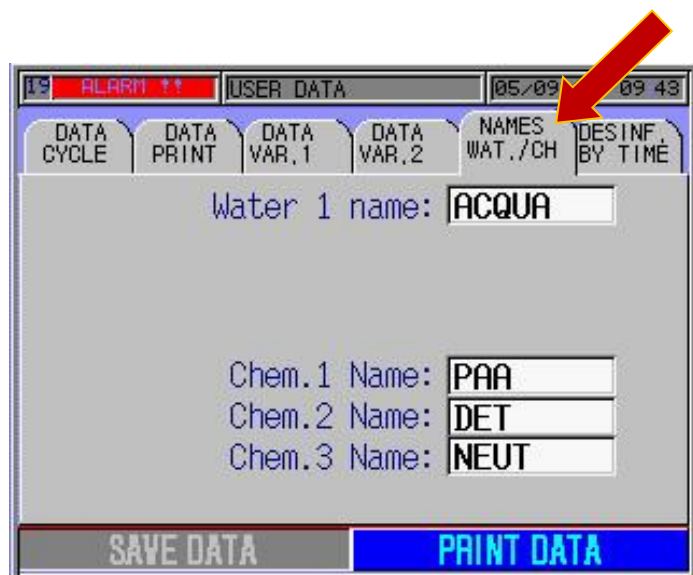 19 ALARM !! USER DATA 05/09 09 43
DATA CYCLE
DATA PRINT
DATA VAR.1
DATA VAR.2
NAMES WAT./CH
DESINF. BY TIME
Water 1 name: ACQUA
Chem.1 Name: PAA
Chem.2 Name: DET
Chem.3 Name: NEUT
SAVE DATA PRINT DATA